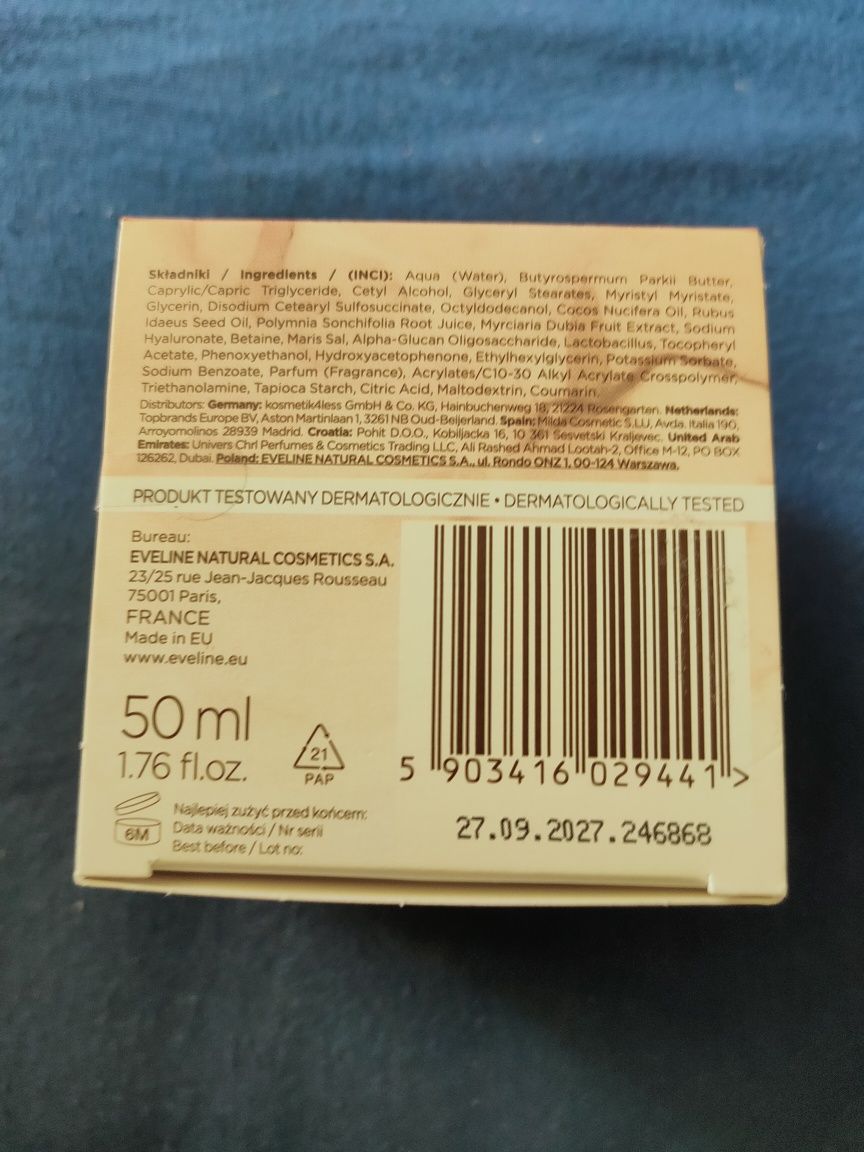 Składniki / Ingredients / (INCI): Aqua (Water), Butyrospermum Parkii Butter,
Caprylic/Capric Triglyceride, Cetyl Alcohol, Glyceryl Stearates, Myristyl Myristate,
Glycerin, Disodium Cetearyl Sulfosuccinate, Octyldodecanol, Cocos Nucifera Oil, Rubus
Idaeus Seed Oil, Polymnia Sonchifolia Root Juice, Myrciaria Dubia Fruit Extract, Sodium
Hyaluronate, Betaine, Maris Sal, Alpha-Glucan Oligosaccharide, Lactobacillus, Tocopheryl
Acetate, Phenoxyethanol, Hydroxyacetophenone, Ethylhexylglycerin, Potassium Sorbate,
Sodium Benzoate, Parfum (Fragrance), Acrylates/C10-30 Alkyl Acrylate Crosspolymer,
Triethanolamine, Tapioca Starch, Citric Acid, Maltodextrin, Coumarin.
Distributors: Germany: kosmetik4less GmbH & Co. KG, Hainbuchenweg 18, 21224 Rosengarten. Netherlands:
Topbrands Europe BV, Aston Martinlaan 1, 3261 NB Oud-Beijerland. Spain: Milda Cosmetic S.LU, Avda. Italia 190,
Arroyomolinos 28939 Madrid. Croatia: Pohit D.O.O., Kobiljacka 16, 10 361 Sesvetski Kraljevec. United Arab
Emirates: Univers Chrl Perfumes & Cosmetics Trading LLC, Ali Rashed Ahmad Lootah-2, Office M-12, PO BOX
126262, Dubai. Poland: EVELINE NATURAL COSMETICS S.A., ul. Rondo ONZ 1, 00-124 Warszawa.
PRODUKT TESTOWANY DERMATOLOGICZNIE • DERMATOLOGICALLY TESTED
Bureau:
EVELINE NATURAL COSMETICS S.A.
23/25 rue Jean-Jacques Rousseau
75001 Paris,
FRANCE
Made in EU
www.eveline.eu
50 ml
1.76 fl.oz.
21
PAP
5 903416 029441 >
6M
Najlepiej zużyć przed końcem:
Data ważności / Nr serii
Best before / Lot no:
27.09.2027.246868